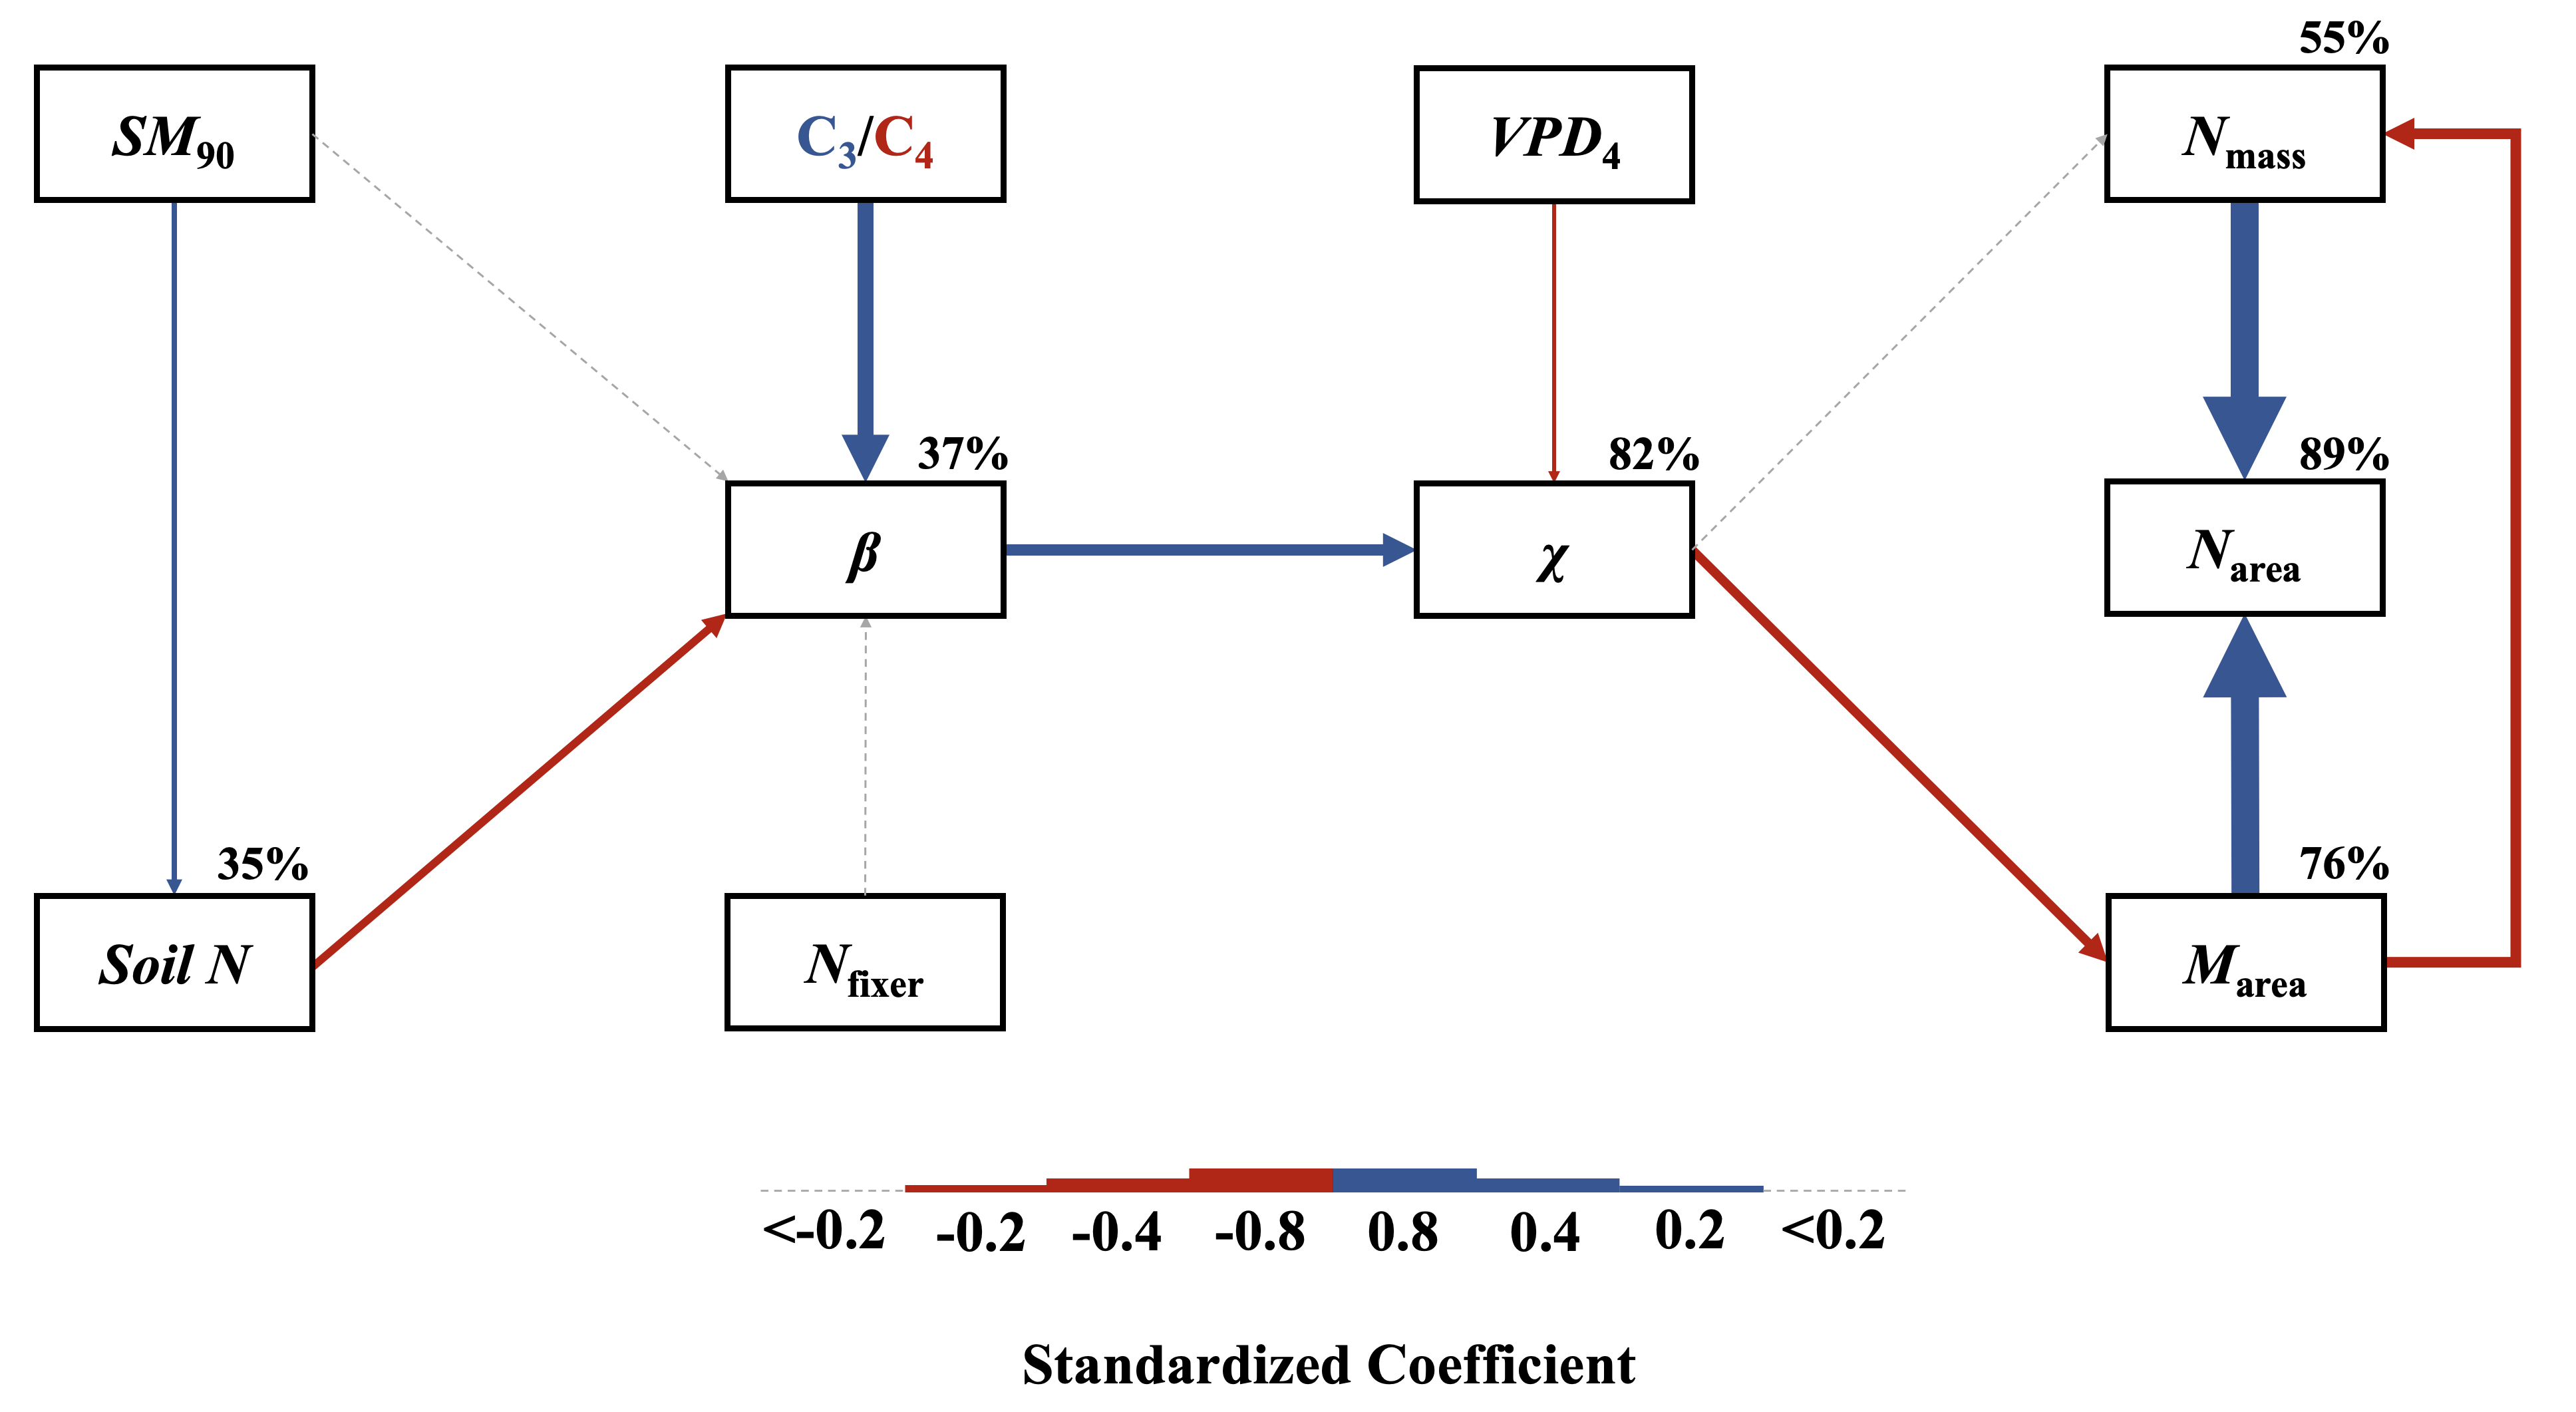 55%
SM90
C3/C4
VPD4
Nmass
37%
82%
89%
β
χ
Narea
35%
76%
Soil N
Nfixer
Marea
<-0.2 -0.2 -0.4 -0.8 0.8 0.4 0.2 <0.2
Standardized Coefficient